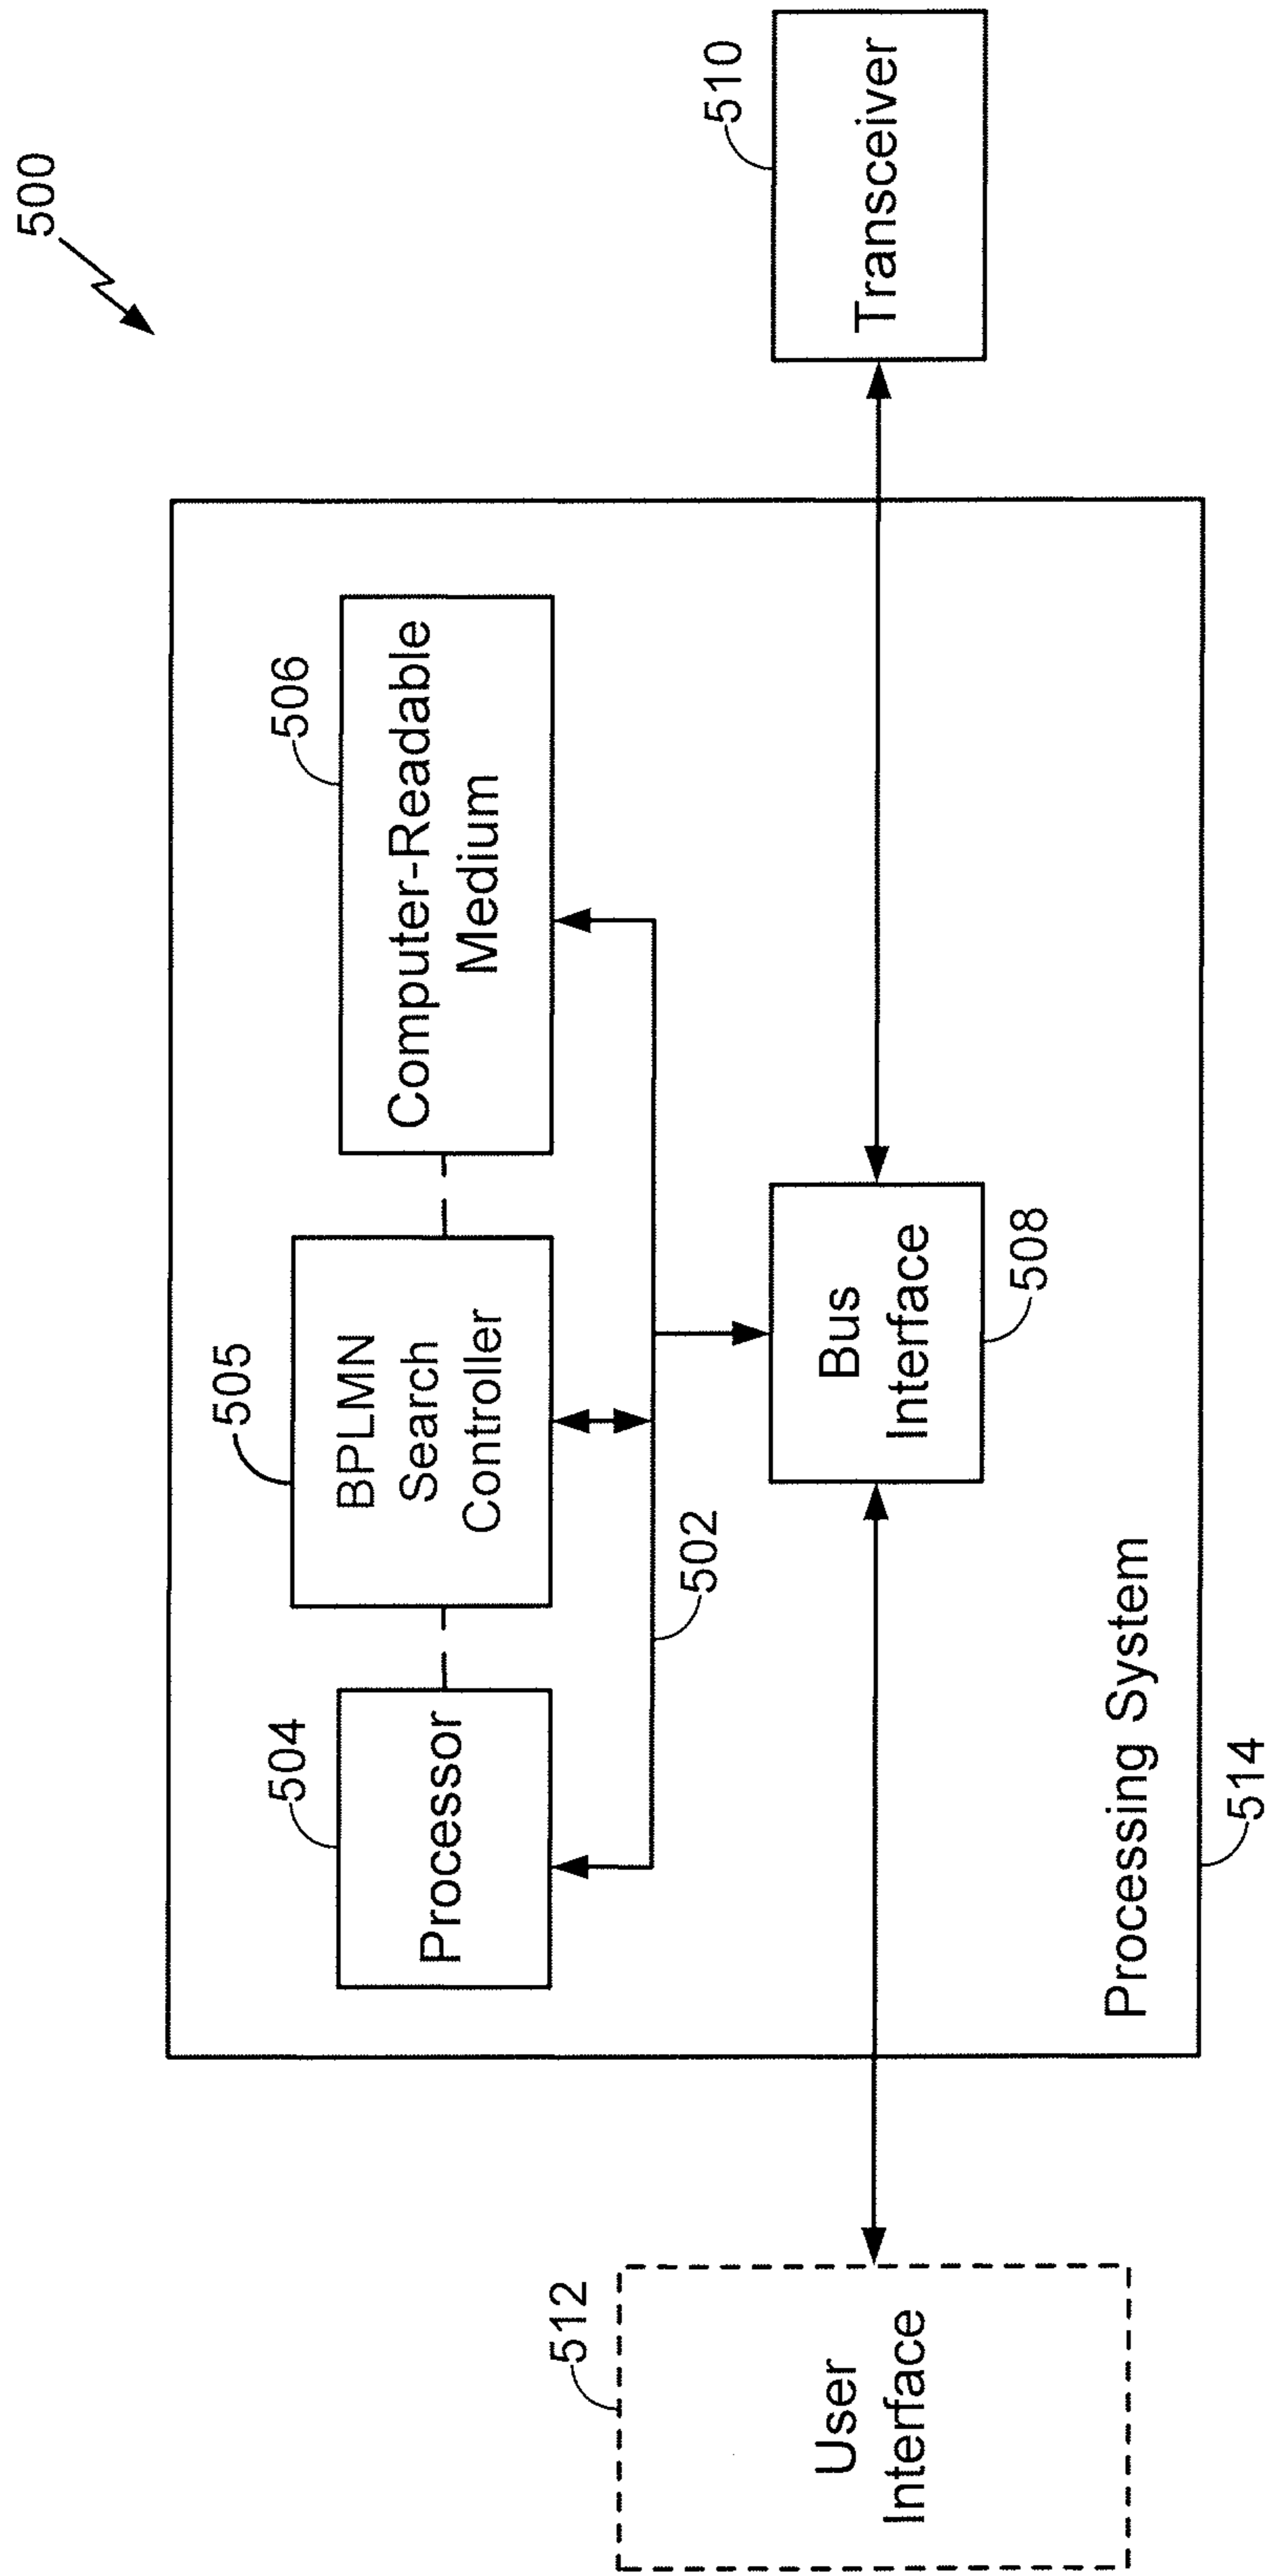 500
504
Processor
505
BPLMN
Search
Controller
506
Computer-Readable
Medium
502
512
User
Interface
Bus
Interface
508
510
Transceiver
Processing System
514